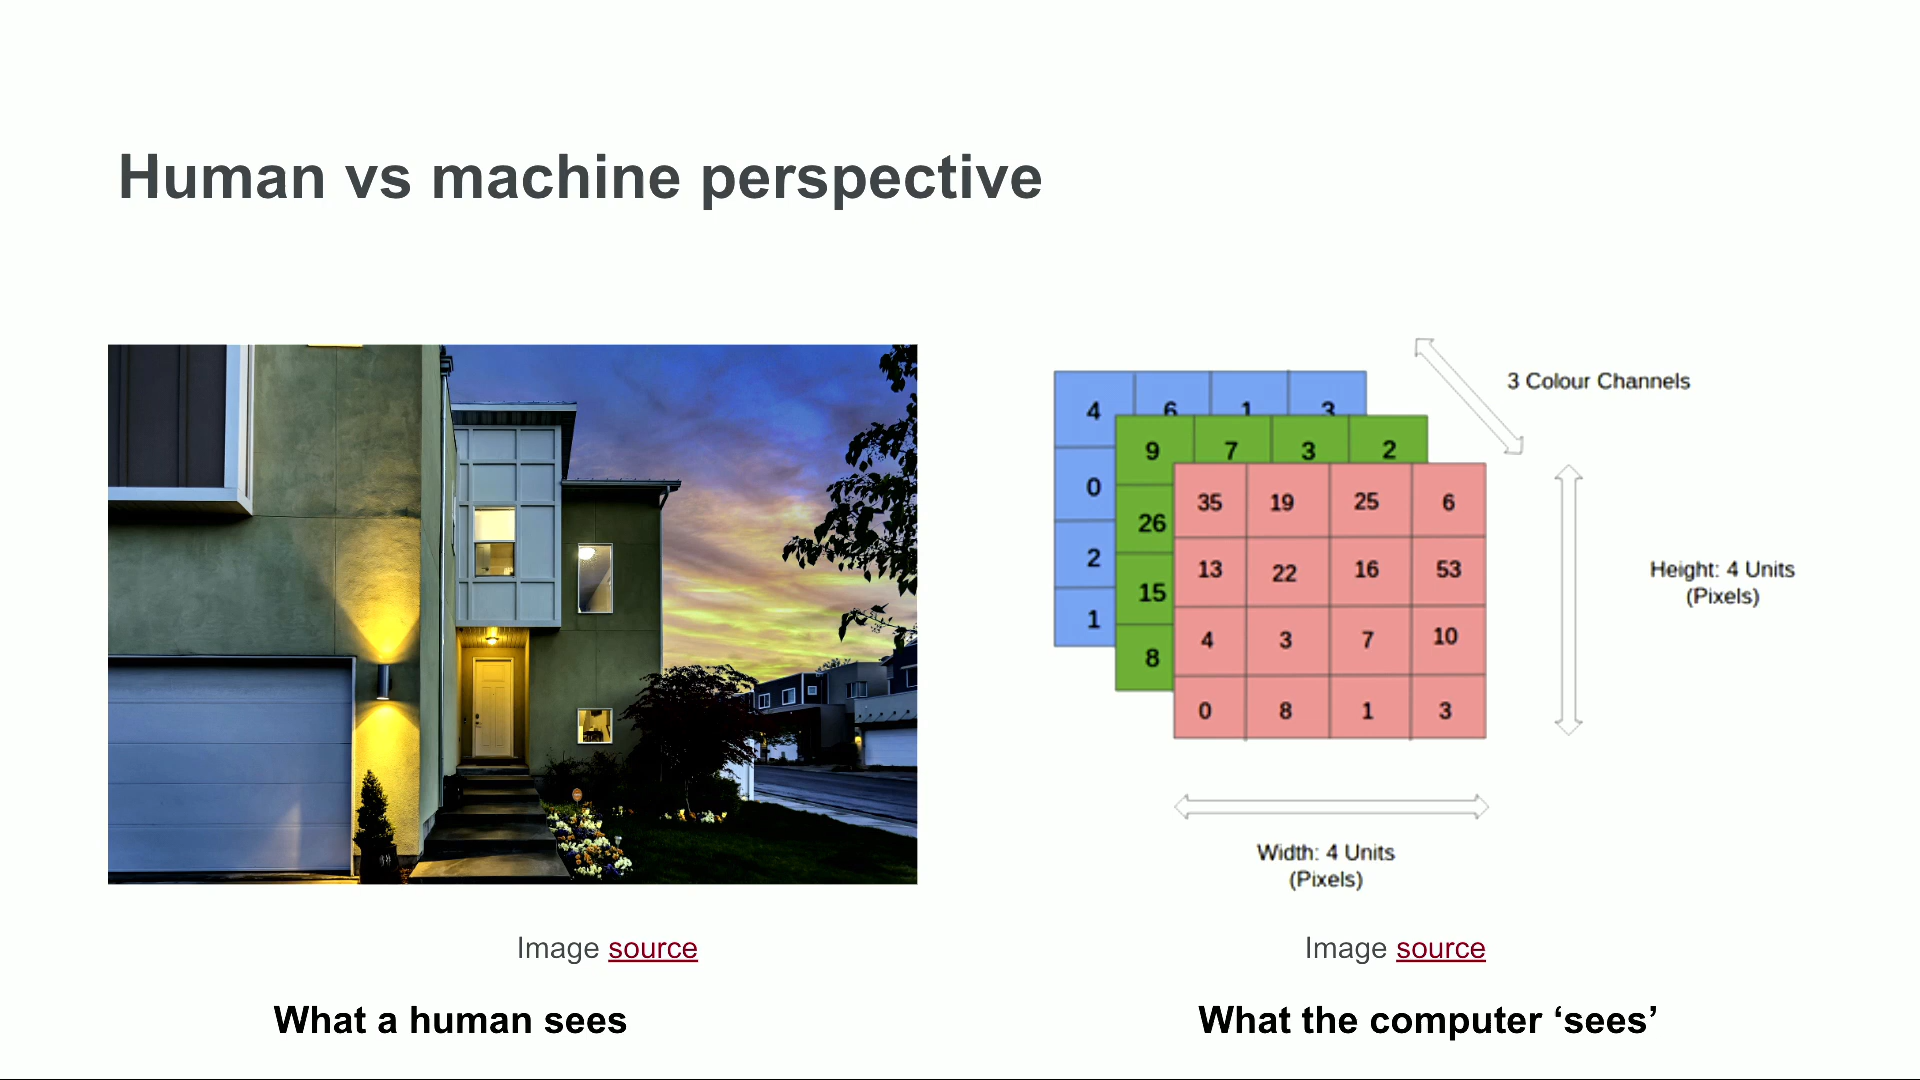 Human vs machine perspective
3 Colour Channels
4 6 1 3
9 7 3 2
0
35 19 25 6
26
2
13 22 16 53
Height: 4 Units
(Pixels)
15
1
4 3 7 10
8
0 8 1 3
Width: 4 Units
(Pixels)
Image source
Image source
What a human sees
What the computer ‘sees’